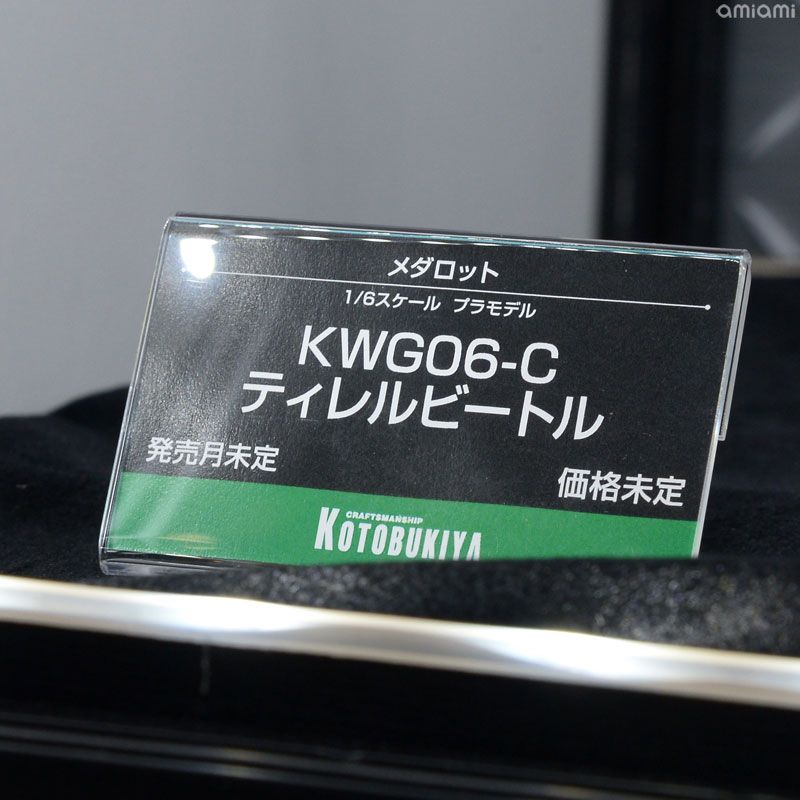 amiami
メダロット
1/6スケール プラモデル
KWG06-C
ティレルビートル
発売月未定
価格未定
CRAFTSMANSHIP
KOTOBUKIYA